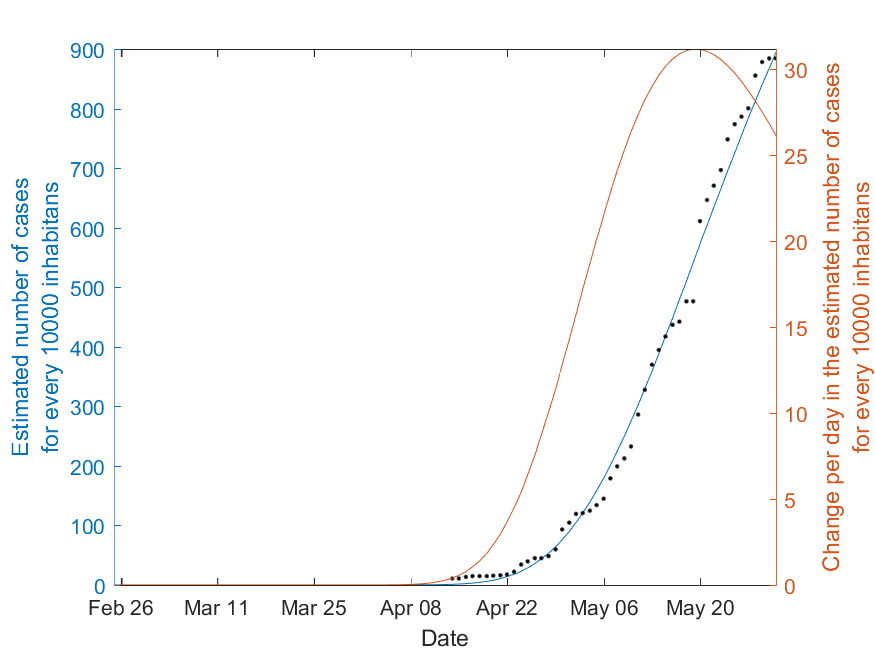 900
800
700
600
500
400
300
200
100
0
Estimated number of cases
for every 10000 inhabitans
30
25
20
15
10
5
0
Change per day in the estimated number of cases
for every 10000 inhabitans
Feb 26 Mar 11 Mar 25 Apr 08 Apr 22 May 06 May 20
Date